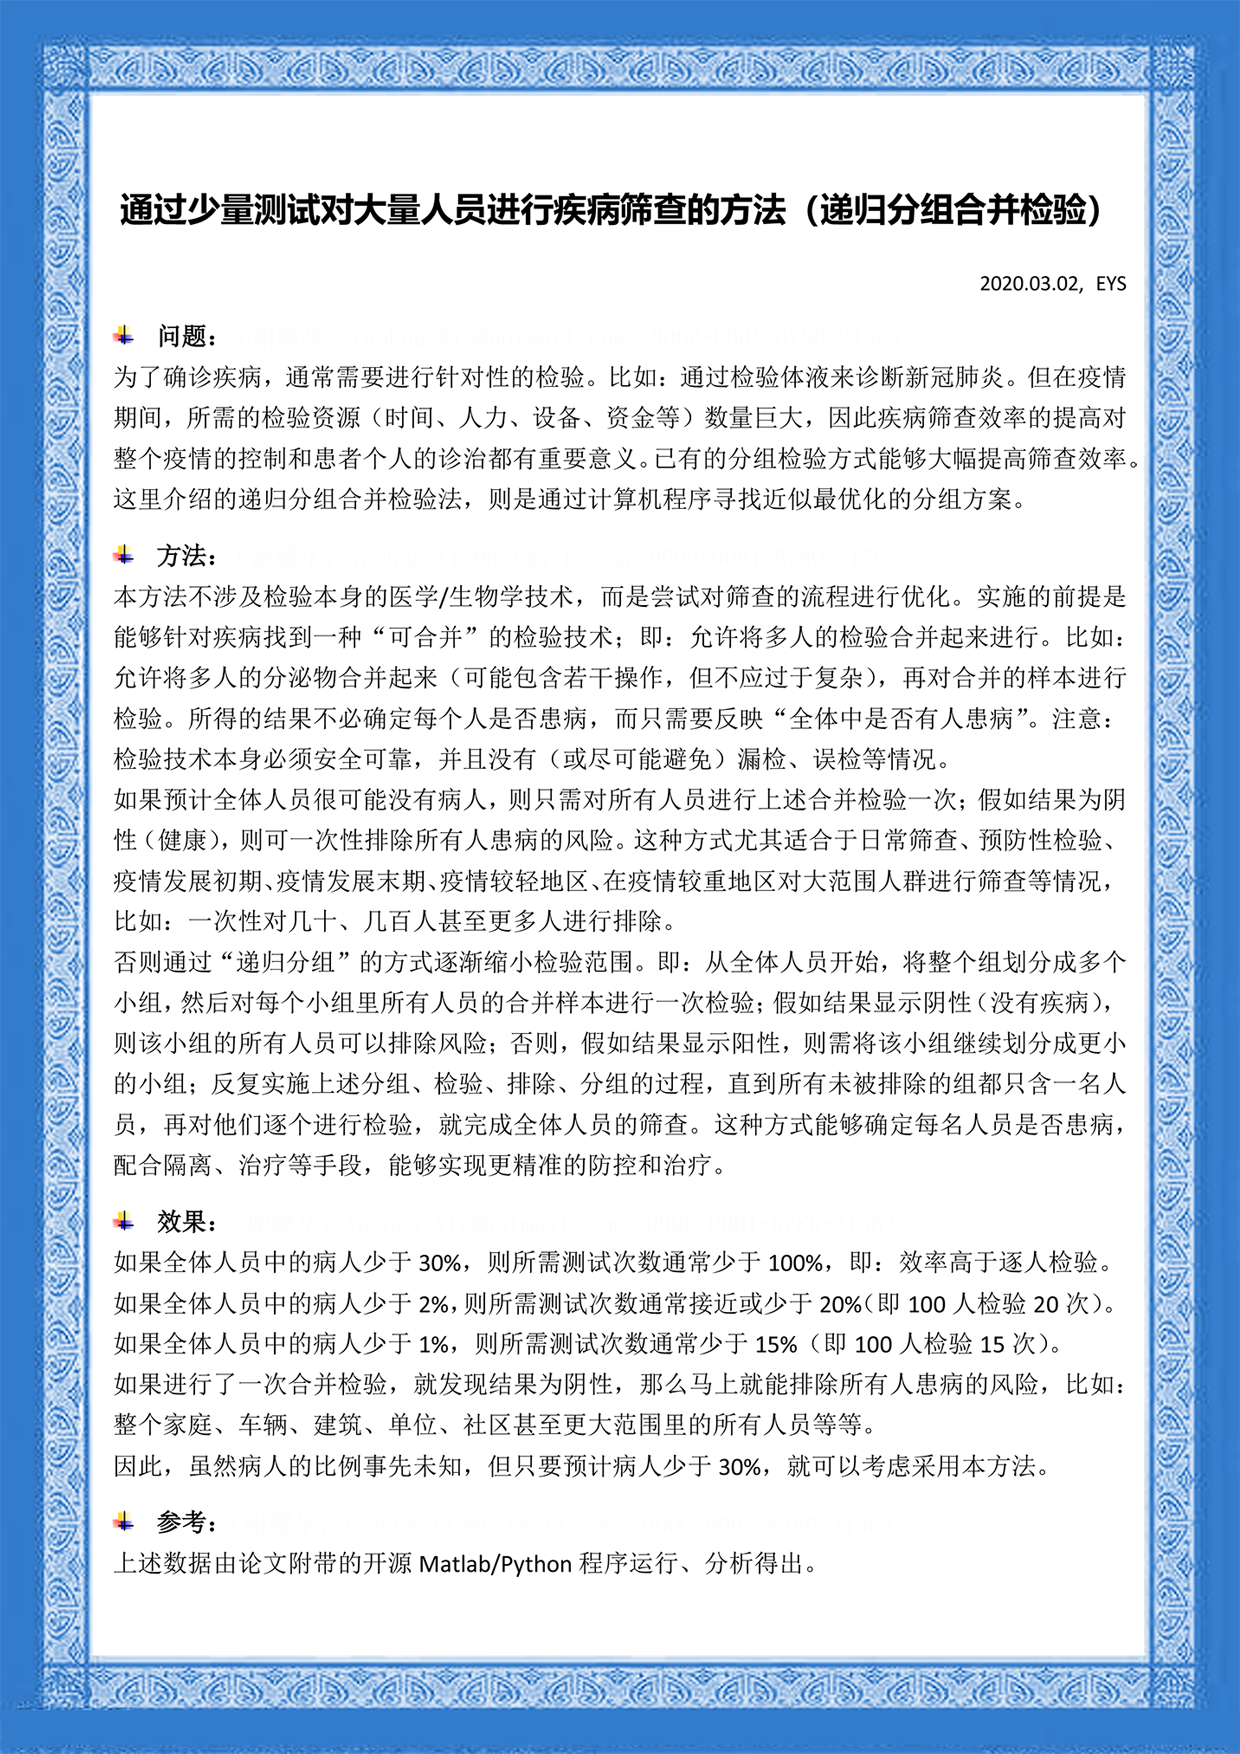 通过少量测试对大量人员进行疾病筛查的方法（递归分组合并检验）
2020.03.02, EYS
问题：
为了确诊疾病，通常需要进行针对性的检验。比如：通过检验体液来诊断新冠肺炎。但在疫情
期间，所需的检验资源（时间、人力、设备、资金等）数量巨大，因此疾病筛查效率的提高对
整个疫情的控制和患者个人的诊治都有重要意义。已有的分组检验方式能够大幅提高筛查效率。
这里介绍的递归分组合并检验法，则是通过计算机程序寻找近似最优化的分组方案。
方法：
本方法不涉及检验本身的医学/生物学技术，而是尝试对筛查的流程进行优化。实施的前提是
能够针对疾病找到一种“可合并”的检验技术；即：允许将多人的检验合并起来进行。比如：
允许将多人的分泌物合并起来（可能包含若干操作，但不应过于复杂），再对合并的样本进行
检验。所得的结果不必确定每个人是否患病，而只需要反映“全体中是否有人患病”。注意：
检验技术本身必须安全可靠，并且没有（或尽可能避免）漏检、误检等情况。
如果预计全体人员很可能没有病人，则只需对所有人员进行上述合并检验一次；假如结果为阴
性（健康），则可一次性排除所有人患病的风险。这种方式尤其适合于日常筛查、预防性检验、
疫情发展初期、疫情发展末期、疫情较轻地区、在疫情较重地区对大范围人群进行筛查等情况，
比如：一次性对几十、几百人甚至更多人进行排除。
否则通过“递归分组”的方式逐渐缩小检验范围。即：从全体人员开始，将整个组划分成多个
小组，然后对每个小组里所有人员的合并样本进行一次检验；假如结果显示阴性（没有疾病），
则该小组的所有人员可以排除风险；否则，假如结果显示阳性，则需将该小组继续划分成更小
的小组；反复实施上述分组、检验、排除、分组的过程，直到所有未被排除的组都只含一名人
员，再对他们逐个进行检验，就完成全体人员的筛查。这种方式能够确定每名人员是否患病，
配合隔离、治疗等手段，能够实现更精准的防控和治疗。
效果：
如果全体人员中的病人少于 30%，则所需测试次数通常少于 100%，即：效率高于逐人检验。
如果全体人员中的病人少于 2%，则所需测试次数通常接近或少于 20%（即 100 人检验 20 次）。
如果全体人员中的病人少于 1%，则所需测试次数通常少于 15%（即 100 人检验 15 次）。
如果进行了一次合并检验，就发现结果为阴性，那么马上就能排除所有人患病的风险，比如：
整个家庭、车辆、建筑、单位、社区甚至更大范围里的所有人员等等。
因此，虽然病人的比例事先未知，但只要预计病人少于 30%，就可以考虑采用本方法。
参考：
上述数据由论文附带的开源 Matlab/Python 程序运行、分析得出。